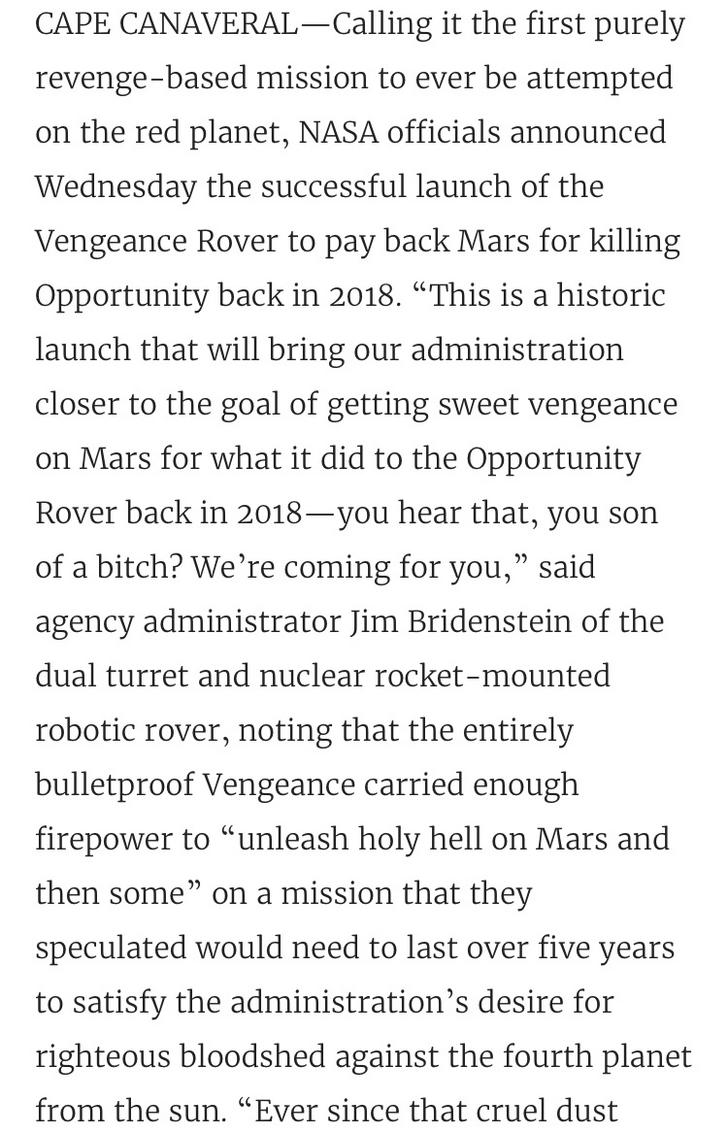 CAPE CANAVERAL—Calling it the first purely
revenge-based mission to ever be attempted
on the red planet, NASA officials announced
Wednesday the successful launch of the
Vengeance Rover to pay back Mars for killing
Opportunity back in 2018. “This is a historic
launch that will bring our administration
closer to the goal of getting sweet vengeance
on Mars for what it did to the Opportunity
Rover back in 2018—you hear that, you son
of a bitch? We’re coming for you,” said
agency administrator Jim Bridenstein of the
dual turret and nuclear rocket-mounted
robotic rover, noting that the entirely
bulletproof Vengeance carried enough
firepower to “unleash holy hell on Mars and
then some” on a mission that they
speculated would need to last over five years
to satisfy the administration’s desire for
righteous bloodshed against the fourth planet
from the sun. “Ever since that cruel dust